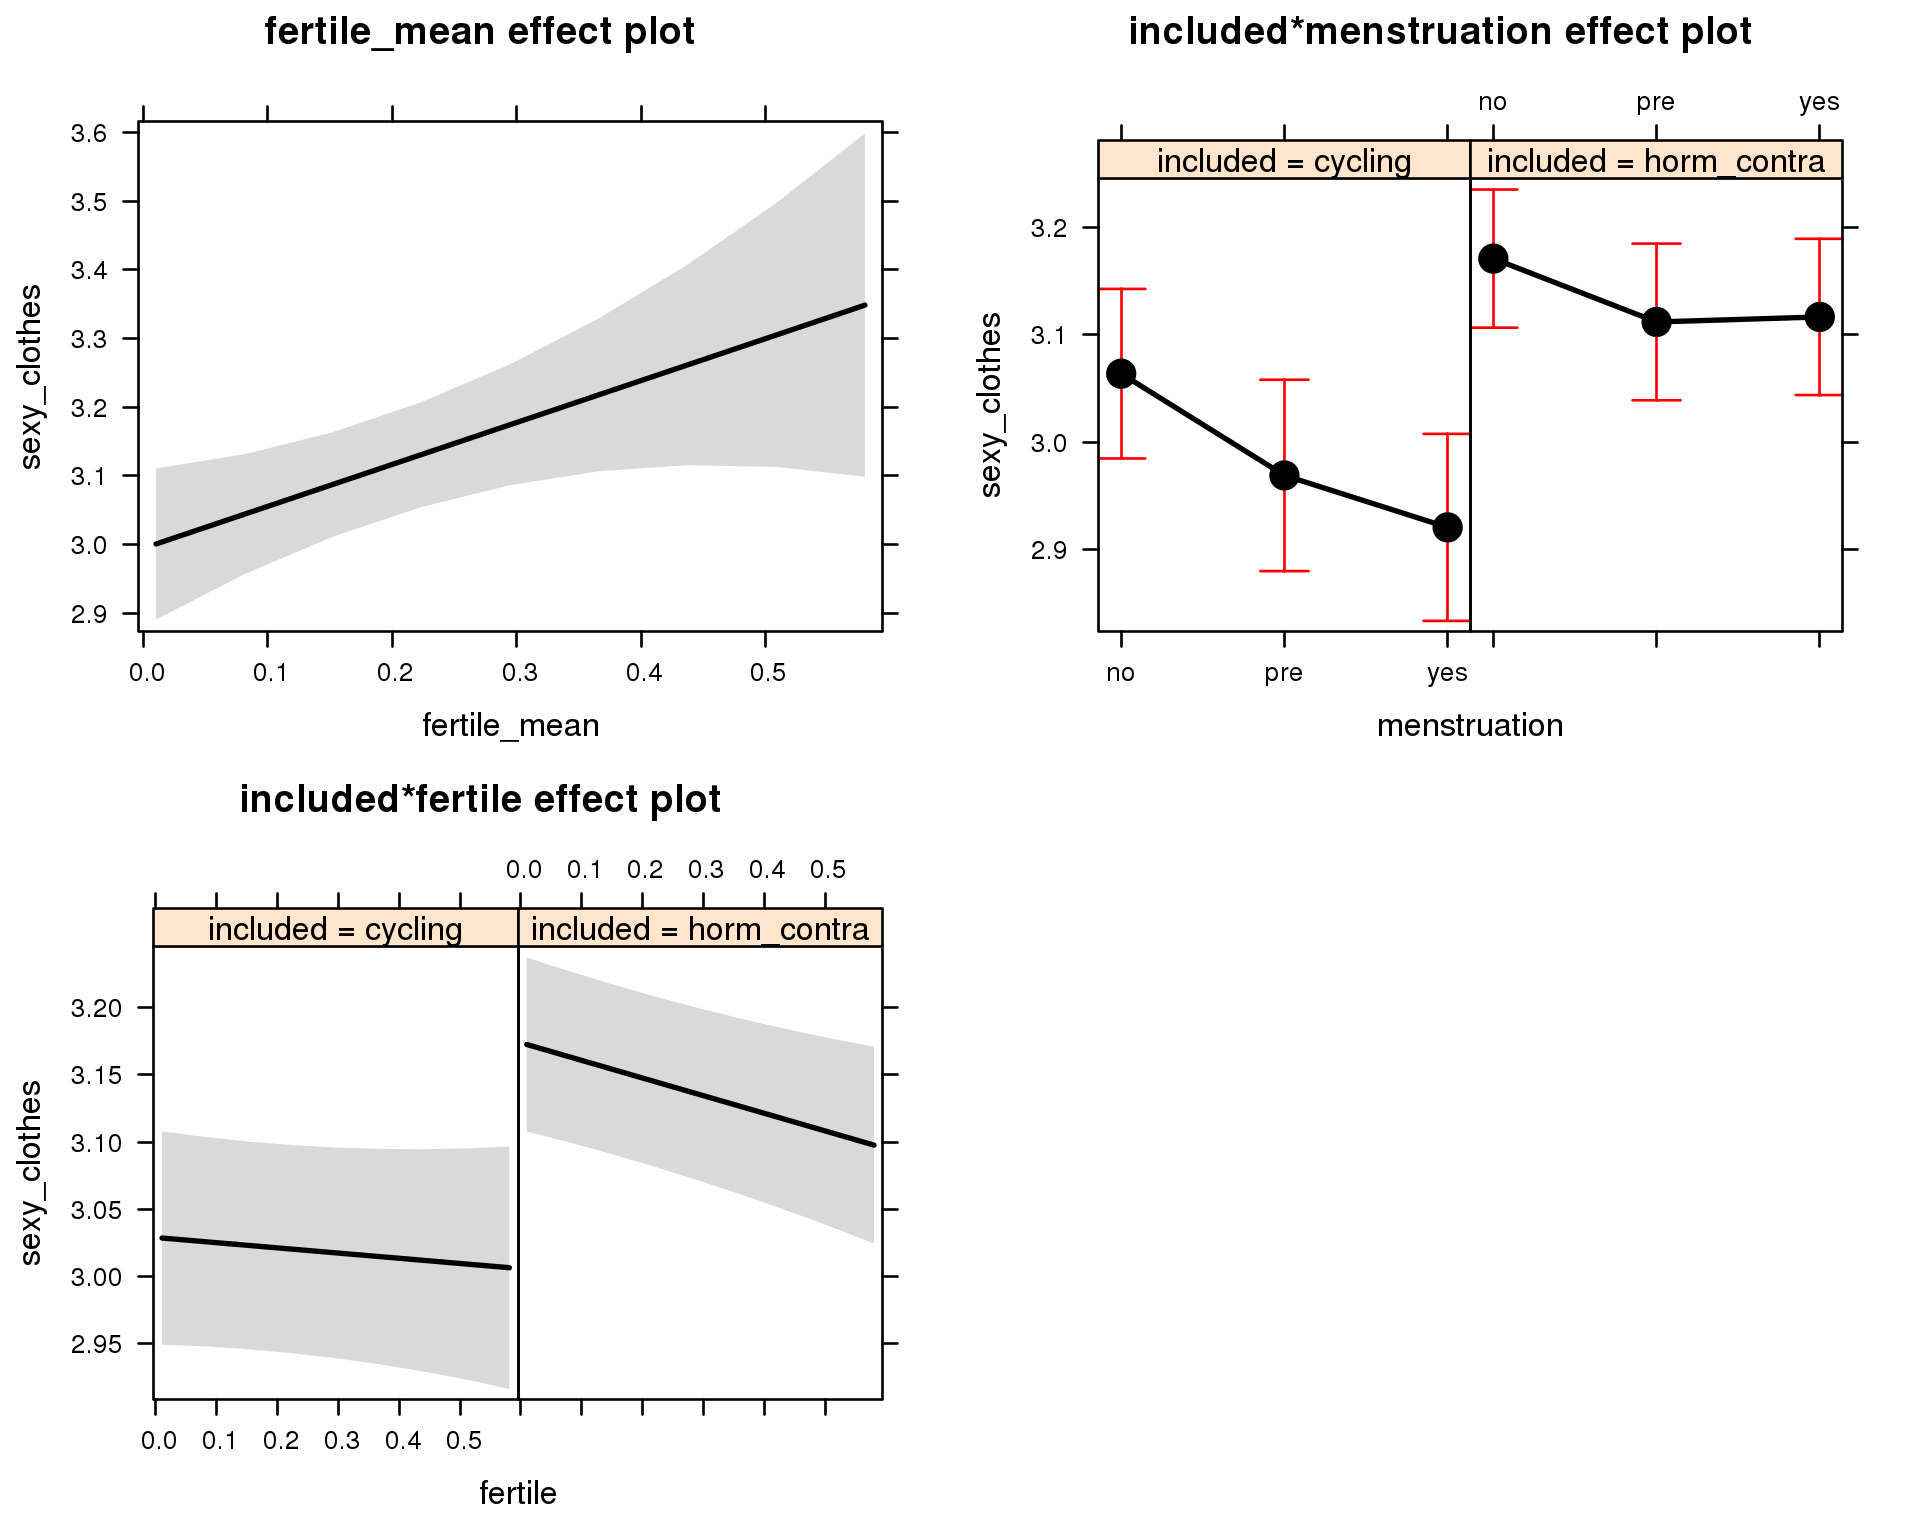 fertile_mean effect plot
3.6
3.5
3.4
3.3
3.2
3.1
3.0
2.9
sexy_clothes
0.0 0.1 0.2 0.3 0.4 0.5
fertile_mean
included*menstruation effect plot
no pre yes
included = cycling included = horm_contra
3.2
3.1
3.0
2.9
sexy_clothes
no pre yes
menstruation
included*fertile effect plot
0.0 0.1 0.2 0.3 0.4 0.5
included = cycling included = horm_contra
3.20
3.15
3.10
3.05
3.00
2.95
sexy_clothes
0.0 0.1 0.2 0.3 0.4 0.5
fertile